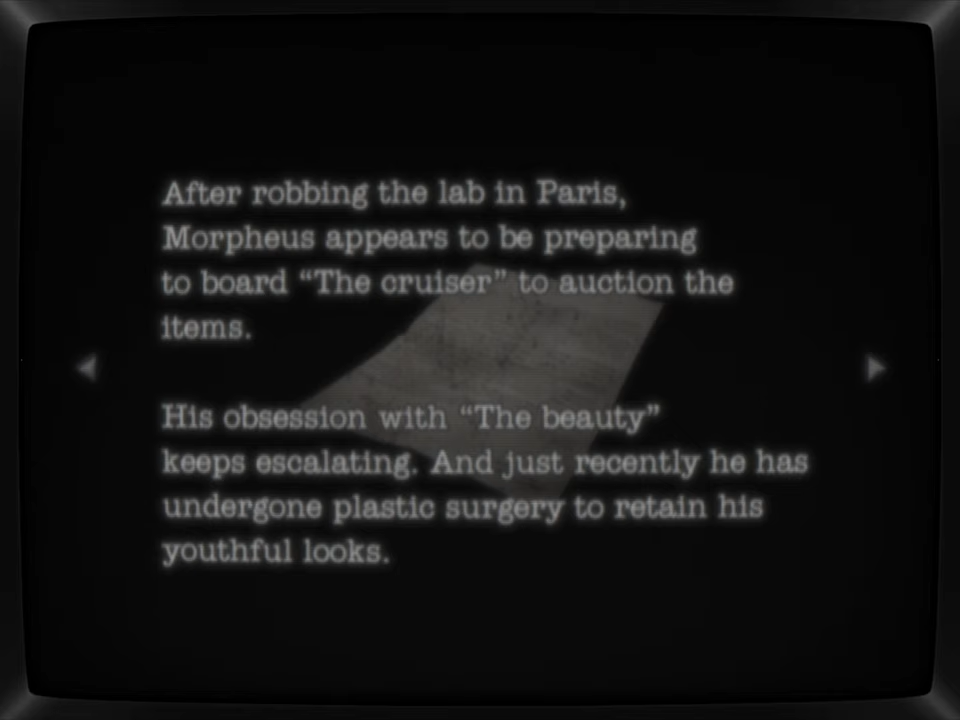 After robbing the lab in Paris,
Morpheus appears to be preparing
to board “The cruiser” to auction the
items.
His obsession with “The beauty”
keeps escalating. And just recently he has
undergone plastic surgery to retain his
youthful looks.